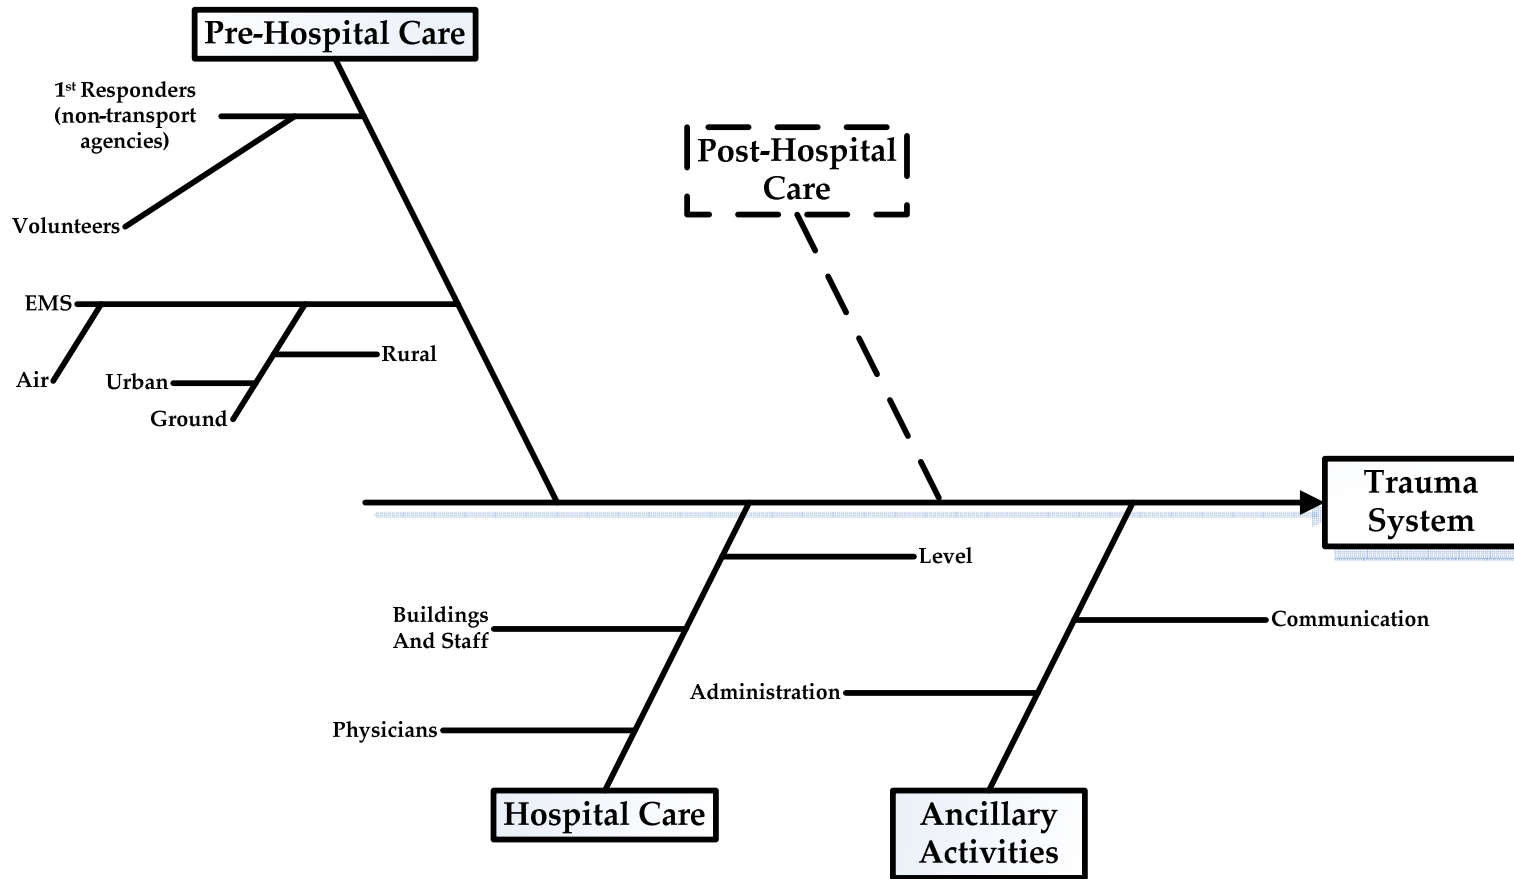 Pre-Hospital Care
1st Responders
(non-transport
agencies)
Volunteers
EMS
Air
Urban
Rural
Ground
Post-Hospital
Care
Trauma
System
Level
Buildings
And Staff
Physicians
Hospital Care
Communication
Administration
Ancillary
Activities